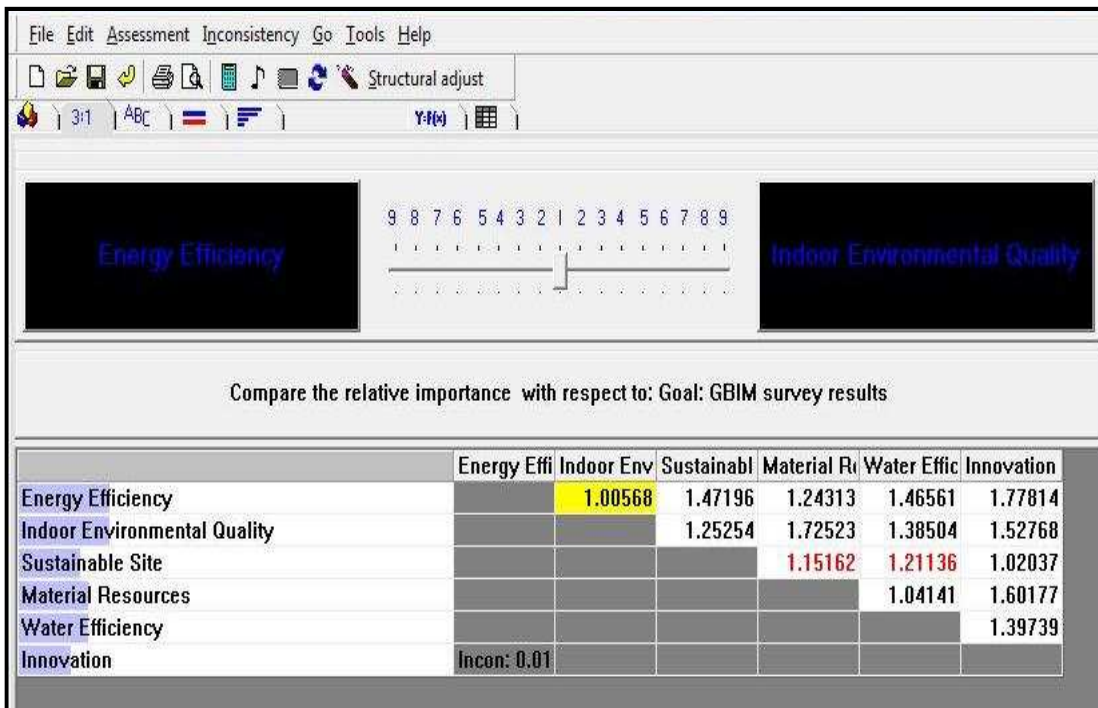 File Edit Assessment Inconsistency Go Tools Help
Structural adjust
3:1 ABC Y=F(x)
9 8 7 6 5 4 3 2 1 2 3 4 5 6 7 8 9
Energy Efficiency Indoor Environmental Quality
Compare the relative importance with respect to: Goal: GBIM survey results
Energy Effi Indoor Env Sustainabl Material R Water Effic Innovation
Energy Efficiency 1.00568 1.47196 1.24313 1.46561 1.77814
Indoor Environmental Quality 1.25254 1.72523 1.38504 1.52768
Sustainable Site 1.15162 1.21136 1.02037
Material Resources 1.04141 1.60177
Water Efficiency 1.39739
Innovation Incon: 0.01